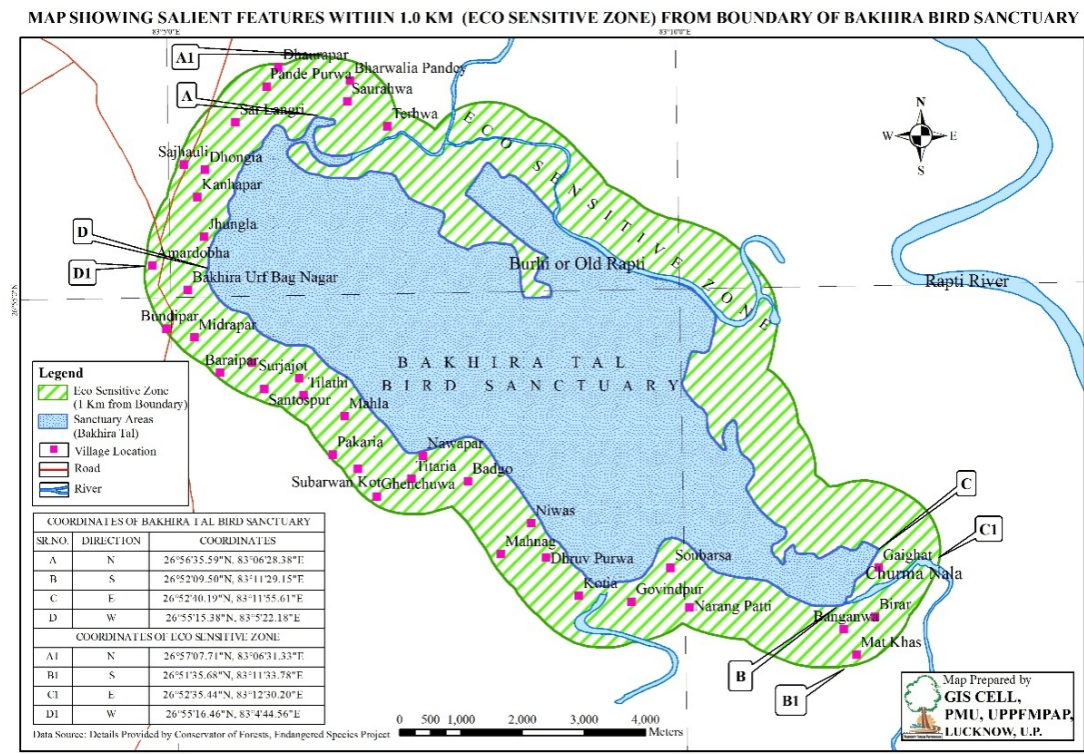 MAP SHOWING SALIENT FEATURES WITHIN 1.0 KM (ECO SENSITIVE ZONE) FROM BOUNDARY OF BAKHIRA BIRD SANCTUARY
83°5'0"E
83°10'0"E
A1
Dhaurapar
Pande Purwa
Bharwalia Pandey
Saurahwa
A
Sar Langri
Terhwa
ECO SENSITIVE ZONE
N
W
E
S
Sajhauli
Dhongia
Kanhapar
Jhungla
D
Amardobha
D1
Bakhira Urf Bag Nagar
Burhi or Old Rapti
Rapti River
Bundipar
Midrapar
Baraipar
Surjajot
Tilathi
Santospur
Mahla
BAKHIRA TAL
BIRD SANCTUARY
Legend
Eco Sensitive Zone
(1 Km from Boundary)
Sanctuary Areas
(Bakhira Tal)
Village Location
Road
River
Pakaria
Nawapar
Titaria
Badgo
Subarwan Kot
Ghenchuwa
C
Niwas
C1
Mahnag
Dhruv Purwa
Soubarsa
Gaighat
Churma Nala
Kotia
Govindpur
Narang Patti
Birar
Banganwa
Mat Khas
B
B1
COORDINATES OF BAKHIRA TAL BIRD SANCTUARY
SR.NO. DIRECTION COORDINATES
A N 26°56'35.59"N, 83°06'28.38"E
B S 26°52'09.50"N, 83°11'29.15"E
C E 26°52'40.19"N, 83°11'55.61"E
D W 26°55'15.38"N, 83°5'22.18"E
COORDINATES OF ECO SENSITIVE ZONE
A1 N 26°57'07.71"N, 83°06'31.33"E
B1 S 26°51'35.68"N, 83°11'33.78"E
C1 E 26°52'35.44"N, 83°12'30.20"E
D1 W 26°55'16.46"N, 83°4'44.56"E
Data Source: Details Provided by Conservator of Forests, Endangered Species Project
0 500 1,000 2,000 3,000 4,000
Meters
Map Prepared by
GIS CELL,
PMU, UPPFMPAP,
LUCKNOW, U.P.